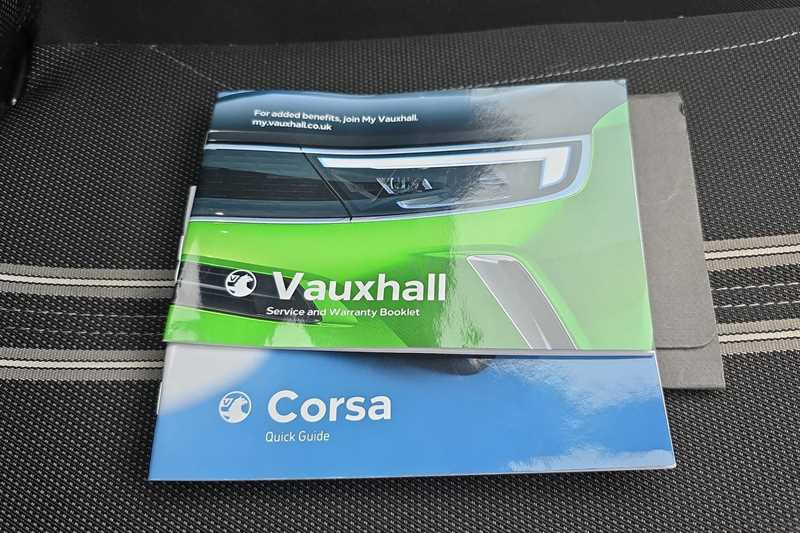 For added benefits, join My Vauxhall.
my.vauxhall.co.uk
Vauxhall
Service and Warranty Booklet
Corsa
Quick Guide